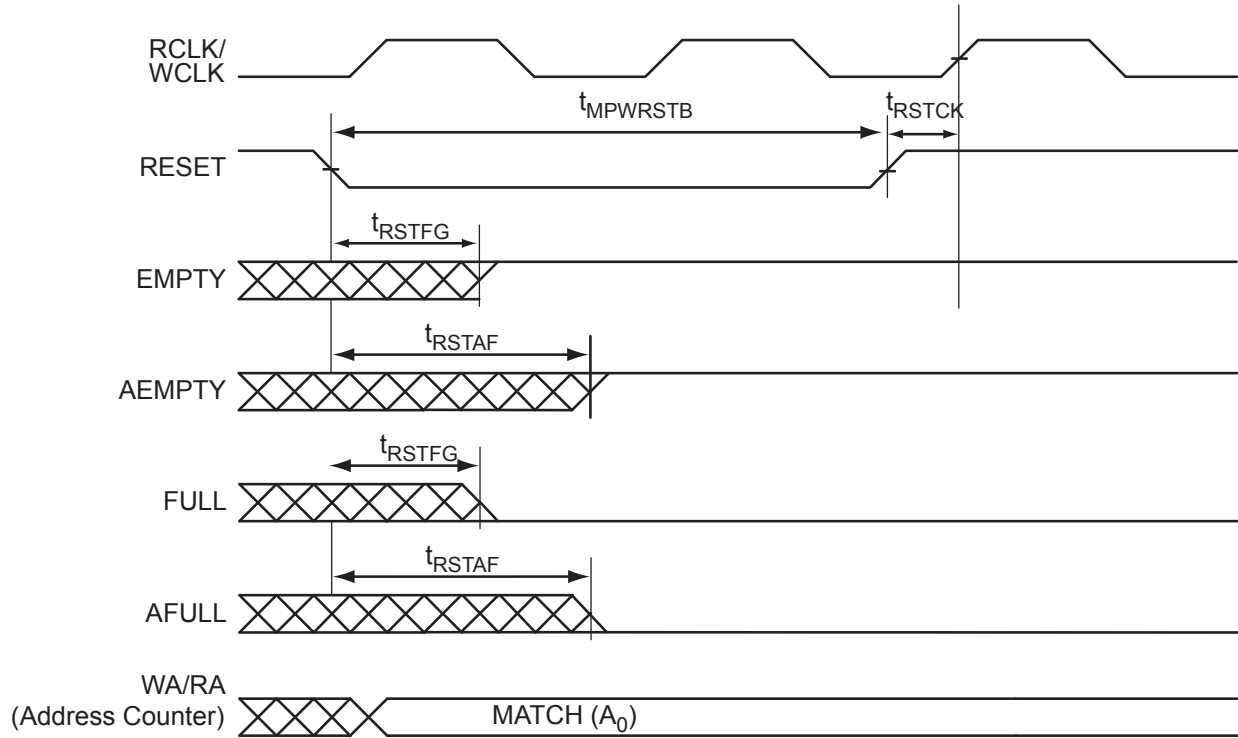 RCLK/
WCLK
tMPWRSTB
tRSTCK
RESET
tRSTFG
EMPTY
tRSTAF
AEMPTY
tRSTFG
FULL
tRSTAF
AFULL
WA/RA
(Address Counter)
MATCH (A0)